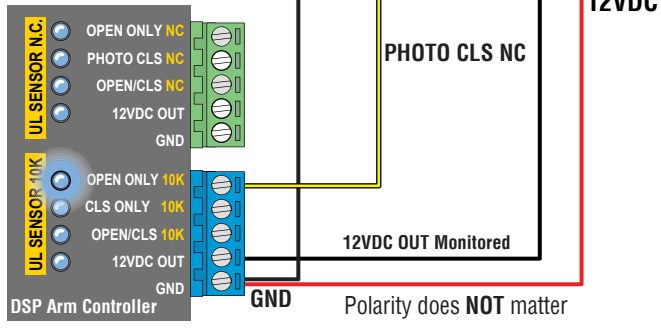 12VDC
UL SENSOR N.C.
OPEN ONLY NC
PHOTO CLS NC
OPEN/CLS NC
12VDC OUT
GND
PHOTO CLS NC
UL SENSOR 10K
OPEN ONLY 10K
CLS ONLY 10K
OPEN/CLS 10K
12VDC OUT
GND
12VDC OUT Monitored
GND
Polarity does NOT matter
DSP Arm Controller